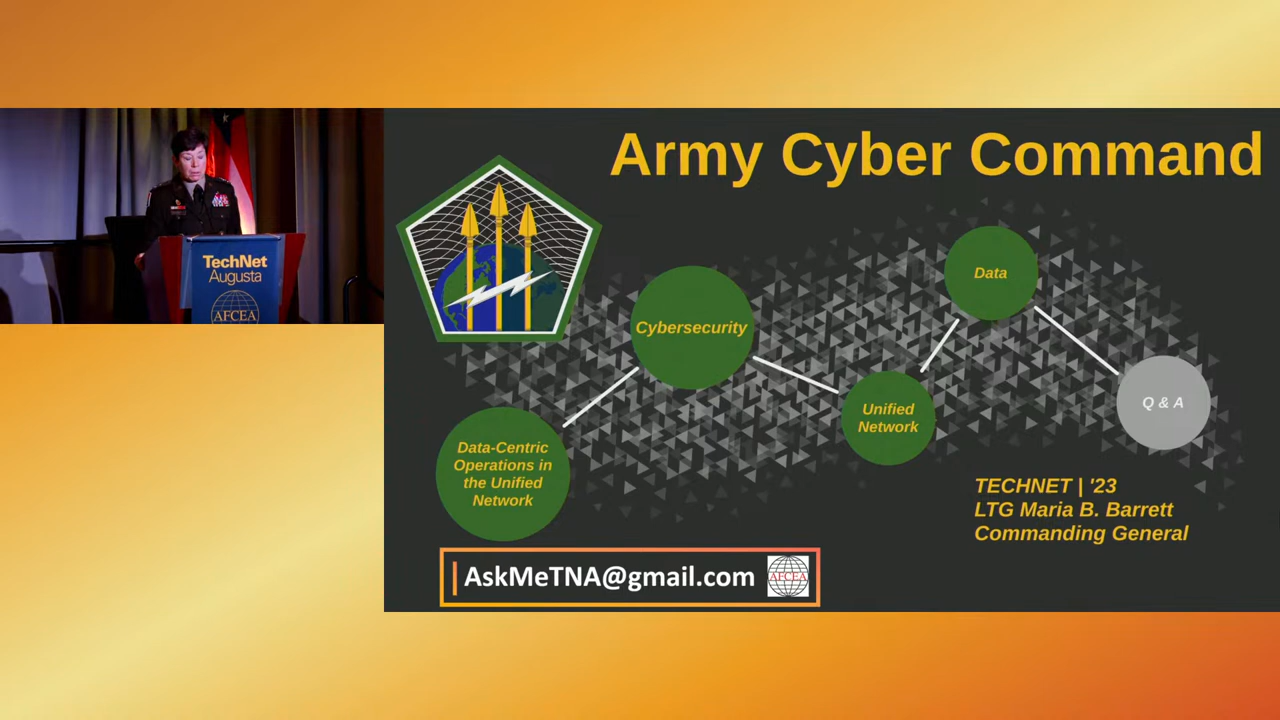 Army Cyber Command
TechNet
Augusta
AFCEA
Data
Cybersecurity
Unified
Network
Q & A
Data-Centric
Operations in
the Unified
Network
TECHNET | '23
LTG Maria B. Barrett
Commanding General
AskMeTNA@gmail.com
AFCEA